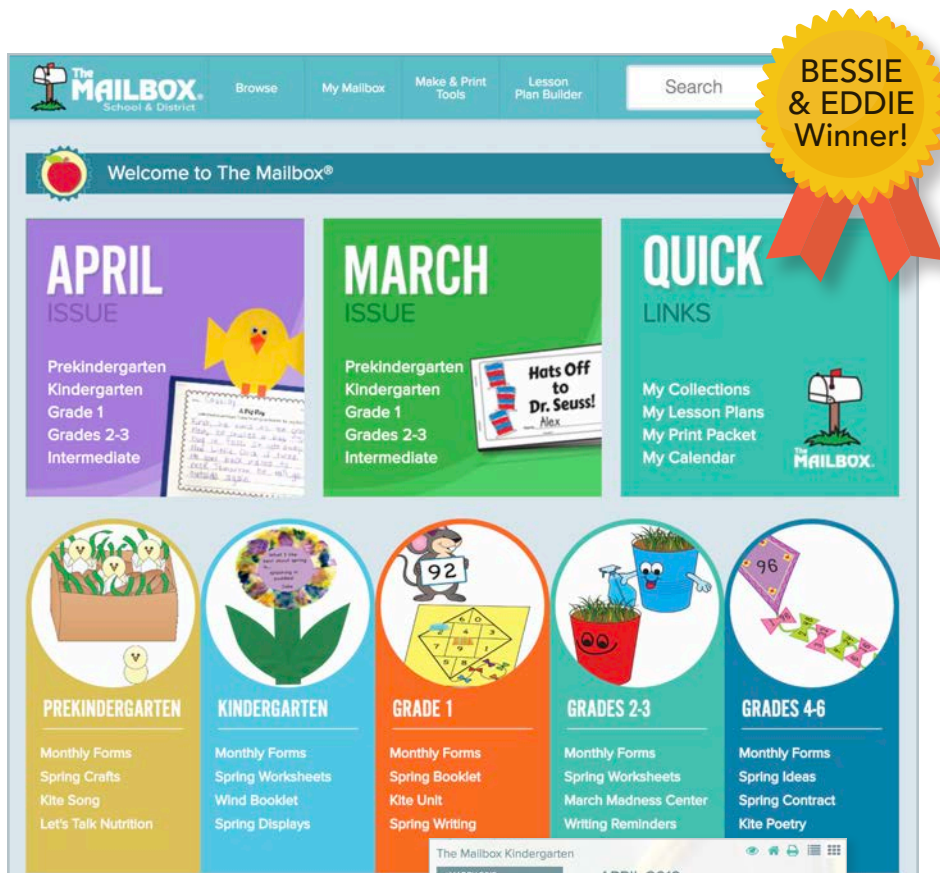 The
MAILBOX®
School & District
Browse
My Mailbox
Make & Print
Tools
Lesson
Plan Builder
Search
BESSIE
& EDDIE
Winner!
Welcome to The Mailbox®
APRIL
ISSUE
Prekindergarten
Kindergarten
Grade 1
Grades 2-3
Intermediate
MARCH
ISSUE
Prekindergarten
Kindergarten
Grade 1
Grades 2-3
Intermediate
Hats Off
to
Dr. Seuss!
Alex
QUICK
LINKS
My Collections
My Lesson Plans
My Print Packet
My Calendar
The
MAILBOX.
92
96
PREKINDERGARTEN
Monthly Forms
Spring Crafts
Kite Song
Let's Talk Nutrition
KINDERGARTEN
Monthly Forms
Spring Worksheets
Wind Booklet
Spring Displays
GRADE 1
Monthly Forms
Spring Booklet
Kite Unit
Spring Writing
GRADES 2-3
Monthly Forms
Spring Worksheets
March Madness Center
Writing Reminders
GRADES 4-6
Monthly Forms
Spring Ideas
Spring Contract
Kite Poetry
The Mailbox Kindergarten